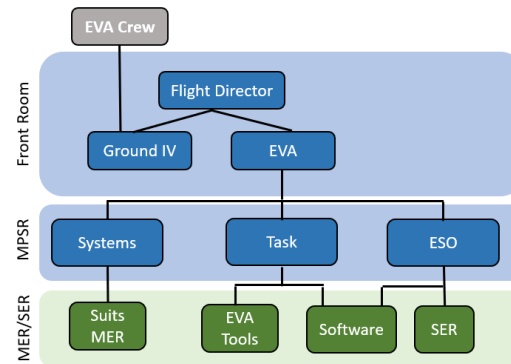 EVA Crew
Front Room
Flight Director
Ground IV
EVA
MPSR
Systems
Task
ESO
MER/SER
Suits
MER
EVA
Tools
Software
SER